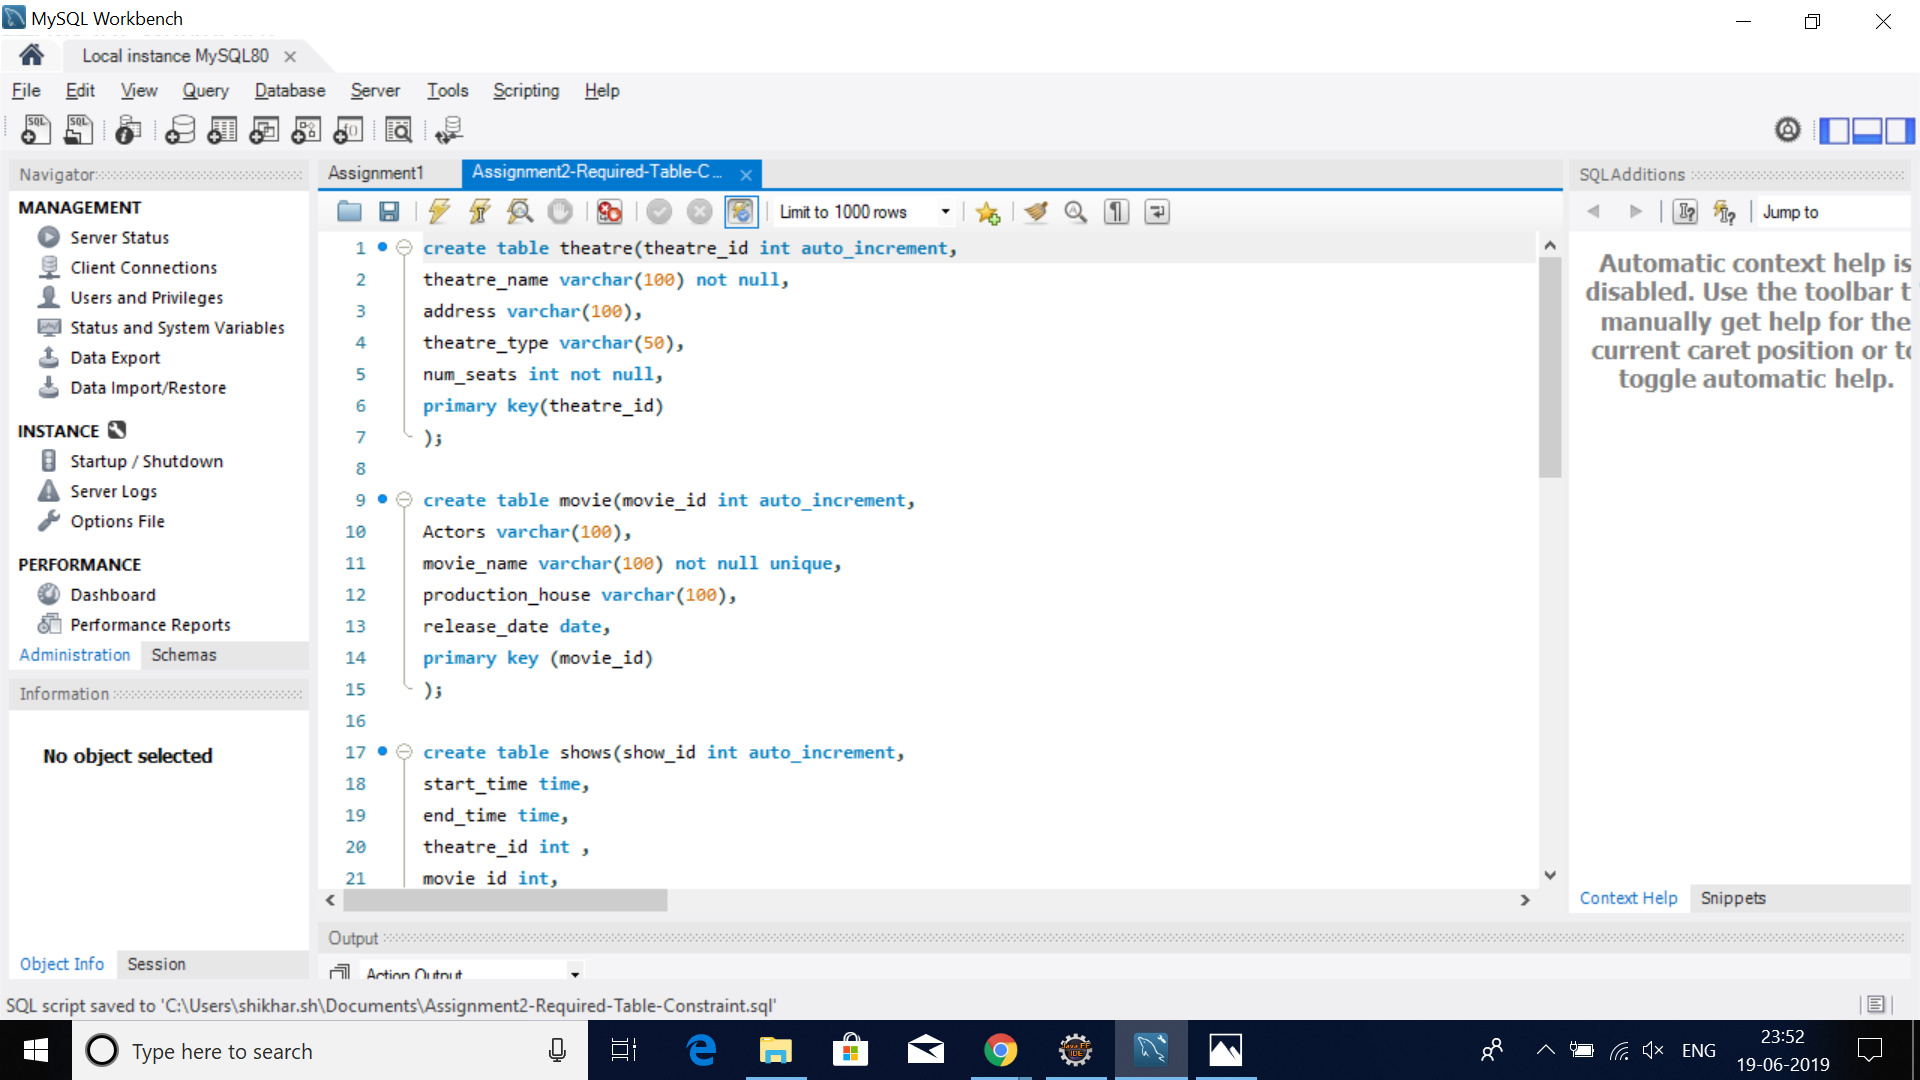 MySQL Workbench
Local instance MySQL80
File Edit View Query Database Server Tools Scripting Help
Navigator
MANAGEMENT
Server Status
Client Connections
Users and Privileges
Status and System Variables
Data Export
Data Import/Restore
INSTANCE
Startup / Shutdown
Server Logs
Options File
PERFORMANCE
Dashboard
Performance Reports
Administration Schemas
Information
No object selected
Object Info Session
Assignment1 Assignment2-Required-Table-C...
Limit to 1000 rows
1 create table theatre(theatre_id int auto_increment,
2 theatre_name varchar(100) not null,
3 address varchar(100),
4 theatre_type varchar(50),
5 num_seats int not null,
6 primary key(theatre_id)
7 );
8
9 create table movie(movie_id int auto_increment,
10 Actors varchar(100),
11 movie_name varchar(100) not null unique,
12 production_house varchar(100),
13 release_date date,
14 primary key (movie_id)
15 );
16
17 create table shows(show_id int auto_increment,
18 start_time time,
19 end_time time,
20 theatre_id int ,
21 movie_id int,
Output
Action Output
SQLAdditions
Jump to
Automatic context help is
disabled. Use the toolbar t
manually get help for the
current caret position or to
toggle automatic help.
Context Help Snippets
SQL script saved to 'C:\Users\shikhar.sh\Documents\Assignment2-Required-Table-Constraint.sql'
Type here to search
ENG
23:52
19-06-2019